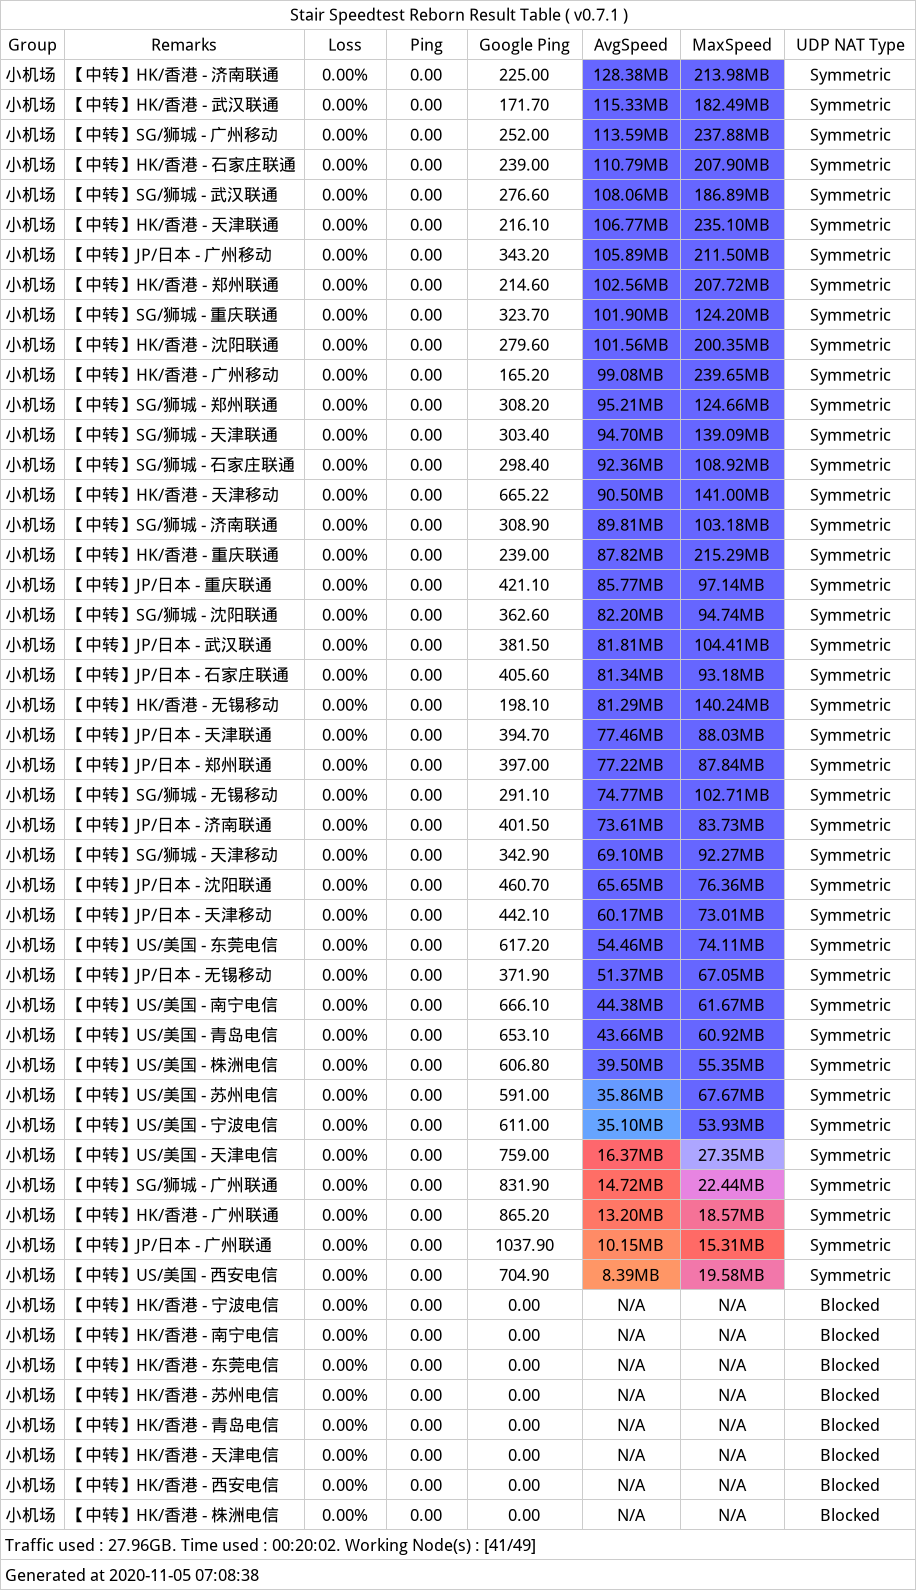 Stair Speedtest Reborn Result Table ( v0.7.1 )
Group Remarks Loss Ping Google Ping AvgSpeed MaxSpeed UDP NAT Type
小机场 【中转】HK/香港 - 济南联通 0.00% 0.00 225.00 128.38MB 213.98MB Symmetric
小机场 【中转】HK/香港 - 武汉联通 0.00% 0.00 171.70 115.33MB 182.49MB Symmetric
小机场 【中转】SG/狮城 - 广州移动 0.00% 0.00 252.00 113.59MB 237.88MB Symmetric
小机场 【中转】HK/香港 - 石家庄联通 0.00% 0.00 239.00 110.79MB 207.90MB Symmetric
小机场 【中转】SG/狮城 - 武汉联通 0.00% 0.00 276.60 108.06MB 186.89MB Symmetric
小机场 【中转】HK/香港 - 天津联通 0.00% 0.00 216.10 106.77MB 235.10MB Symmetric
小机场 【中转】JP/日本 - 广州移动 0.00% 0.00 343.20 105.89MB 211.50MB Symmetric
小机场 【中转】HK/香港 - 郑州联通 0.00% 0.00 214.60 102.56MB 207.72MB Symmetric
小机场 【中转】SG/狮城 - 重庆联通 0.00% 0.00 323.70 101.90MB 124.20MB Symmetric
小机场 【中转】HK/香港 - 沈阳联通 0.00% 0.00 279.60 101.56MB 200.35MB Symmetric
小机场 【中转】HK/香港 - 广州移动 0.00% 0.00 165.20 99.08MB 239.65MB Symmetric
小机场 【中转】SG/狮城 - 郑州联通 0.00% 0.00 308.20 95.21MB 124.66MB Symmetric
小机场 【中转】SG/狮城 - 天津联通 0.00% 0.00 303.40 94.70MB 139.09MB Symmetric
小机场 【中转】SG/狮城 - 石家庄联通 0.00% 0.00 298.40 92.36MB 108.92MB Symmetric
小机场 【中转】HK/香港 - 天津移动 0.00% 0.00 665.22 90.50MB 141.00MB Symmetric
小机场 【中转】SG/狮城 - 济南联通 0.00% 0.00 308.90 89.81MB 103.18MB Symmetric
小机场 【中转】HK/香港 - 重庆联通 0.00% 0.00 239.00 87.82MB 215.29MB Symmetric
小机场 【中转】JP/日本 - 重庆联通 0.00% 0.00 421.10 85.77MB 97.14MB Symmetric
小机场 【中转】SG/狮城 - 沈阳联通 0.00% 0.00 362.60 82.20MB 94.74MB Symmetric
小机场 【中转】JP/日本 - 武汉联通 0.00% 0.00 381.50 81.81MB 104.41MB Symmetric
小机场 【中转】JP/日本 - 石家庄联通 0.00% 0.00 405.60 81.34MB 93.18MB Symmetric
小机场 【中转】HK/香港 - 无锡移动 0.00% 0.00 198.10 81.29MB 140.24MB Symmetric
小机场 【中转】JP/日本 - 天津联通 0.00% 0.00 394.70 77.46MB 88.03MB Symmetric
小机场 【中转】JP/日本 - 郑州联通 0.00% 0.00 397.00 77.22MB 87.84MB Symmetric
小机场 【中转】SG/狮城 - 无锡移动 0.00% 0.00 291.10 74.77MB 102.71MB Symmetric
小机场 【中转】JP/日本 - 济南联通 0.00% 0.00 401.50 73.61MB 83.73MB Symmetric
小机场 【中转】SG/狮城 - 天津移动 0.00% 0.00 342.90 69.10MB 92.27MB Symmetric
小机场 【中转】JP/日本 - 沈阳联通 0.00% 0.00 460.70 65.65MB 76.36MB Symmetric
小机场 【中转】JP/日本 - 天津移动 0.00% 0.00 442.10 60.17MB 73.01MB Symmetric
小机场 【中转】US/美国 - 东莞电信 0.00% 0.00 617.20 54.46MB 74.11MB Symmetric
小机场 【中转】JP/日本 - 无锡移动 0.00% 0.00 371.90 51.37MB 67.05MB Symmetric
小机场 【中转】US/美国 - 南宁电信 0.00% 0.00 666.10 44.38MB 61.67MB Symmetric
小机场 【中转】US/美国 - 青岛电信 0.00% 0.00 653.10 43.66MB 60.92MB Symmetric
小机场 【中转】US/美国 - 株洲电信 0.00% 0.00 606.80 39.50MB 55.35MB Symmetric
小机场 【中转】US/美国 - 苏州电信 0.00% 0.00 591.00 35.86MB 67.67MB Symmetric
小机场 【中转】US/美国 - 宁波电信 0.00% 0.00 611.00 35.10MB 53.93MB Symmetric
小机场 【中转】US/美国 - 天津电信 0.00% 0.00 759.00 16.37MB 27.35MB Symmetric
小机场 【中转】SG/狮城 - 广州联通 0.00% 0.00 831.90 14.72MB 22.44MB Symmetric
小机场 【中转】HK/香港 - 广州联通 0.00% 0.00 865.20 13.20MB 18.57MB Symmetric
小机场 【中转】JP/日本 - 广州联通 0.00% 0.00 1037.90 10.15MB 15.31MB Symmetric
小机场 【中转】US/美国 - 西安电信 0.00% 0.00 704.90 8.39MB 19.58MB Symmetric
小机场 【中转】HK/香港 - 宁波电信 0.00% 0.00 0.00 N/A N/A Blocked
小机场 【中转】HK/香港 - 南宁电信 0.00% 0.00 0.00 N/A N/A Blocked
小机场 【中转】HK/香港 - 东莞电信 0.00% 0.00 0.00 N/A N/A Blocked
小机场 【中转】HK/香港 - 苏州电信 0.00% 0.00 0.00 N/A N/A Blocked
小机场 【中转】HK/香港 - 青岛电信 0.00% 0.00 0.00 N/A N/A Blocked
小机场 【中转】HK/香港 - 天津电信 0.00% 0.00 0.00 N/A N/A Blocked
小机场 【中转】HK/香港 - 西安电信 0.00% 0.00 0.00 N/A N/A Blocked
小机场 【中转】HK/香港 - 株洲电信 0.00% 0.00 0.00 N/A N/A Blocked
Traffic used : 27.96GB. Time used : 00:20:02. Working Node(s) : [41/49]
Generated at 2020-11-05 07:08:38